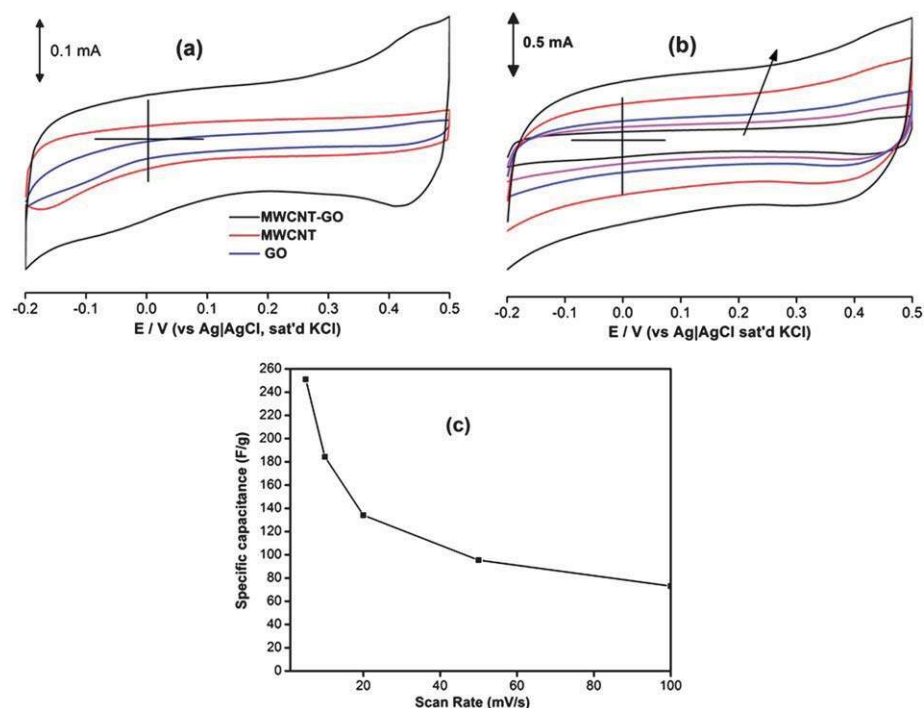 0.1 mA
(a)
MWCNT-GO
MWCNT
GO
-0.2 0.0 0.1 0.2 0.3 0.4 0.5
E / V (vs Ag|AgCl, sat'd KCl)
0.5 mA
(b)
-0.2 -0.1 0.0 0.1 0.2 0.3 0.4 0.5
E / V (vs Ag|AgCl sat'd KCl)
(c)
260
240
220
200
180
160
140
120
100
80
60
40
20
0
Specific capacitance (F/g)
20 40 60 80 100
Scan Rate (mV/s)